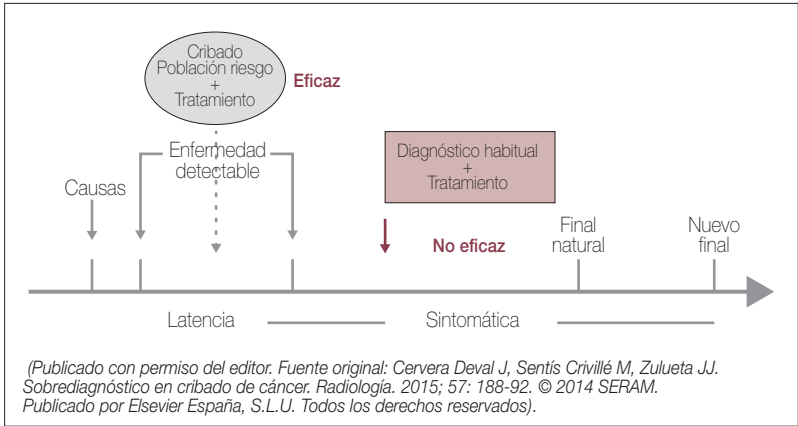 Cribado
Población riesgo
+
Tratamiento
Eficaz
Enfermedad
detectable
Diagnóstico habitual
+
Tratamiento
Causas
No eficaz
Final
natural
Nuevo
final
Latencia
Sintomática
(Publicado con permiso del editor. Fuente original: Cervera Deval J, Sentís Crivillé M, Zulueta JJ.
Sobrediagnóstico en cribado de cáncer. Radiología. 2015; 57: 188-92. © 2014 SERAM.
Publicado por Elsevier España, S.L.U. Todos los derechos reservados).